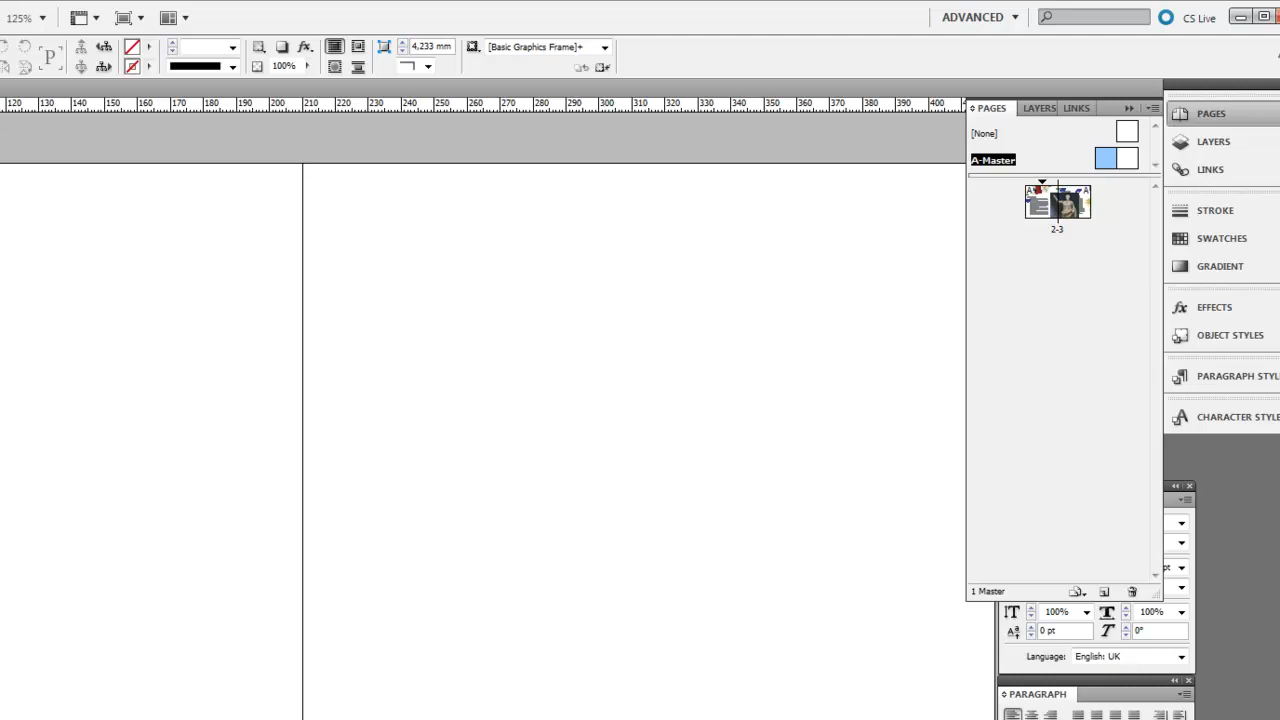 125%
ADVANCED
CS Live
P
fx.
4,233 mm
[Basic Graphics Frame]+
100%
120 130 140 150 160 170 180 190 200 210 220 230 240 250 260 270 280 290 300 310 320 330 340 350 360 370 380 390 400
PAGES LAYERS LINKS
[None]
A-Master
A A
2-3
1 Master
PAGES
LAYERS
LINKS
STROKE
SWATCHES
GRADIENT
fx EFFECTS
OBJECT STYLES
PARAGRAPH STYL
A CHARACTER STYLE
pt
100% 100%
0 pt 0°
Language: English: UK
PARAGRAPH